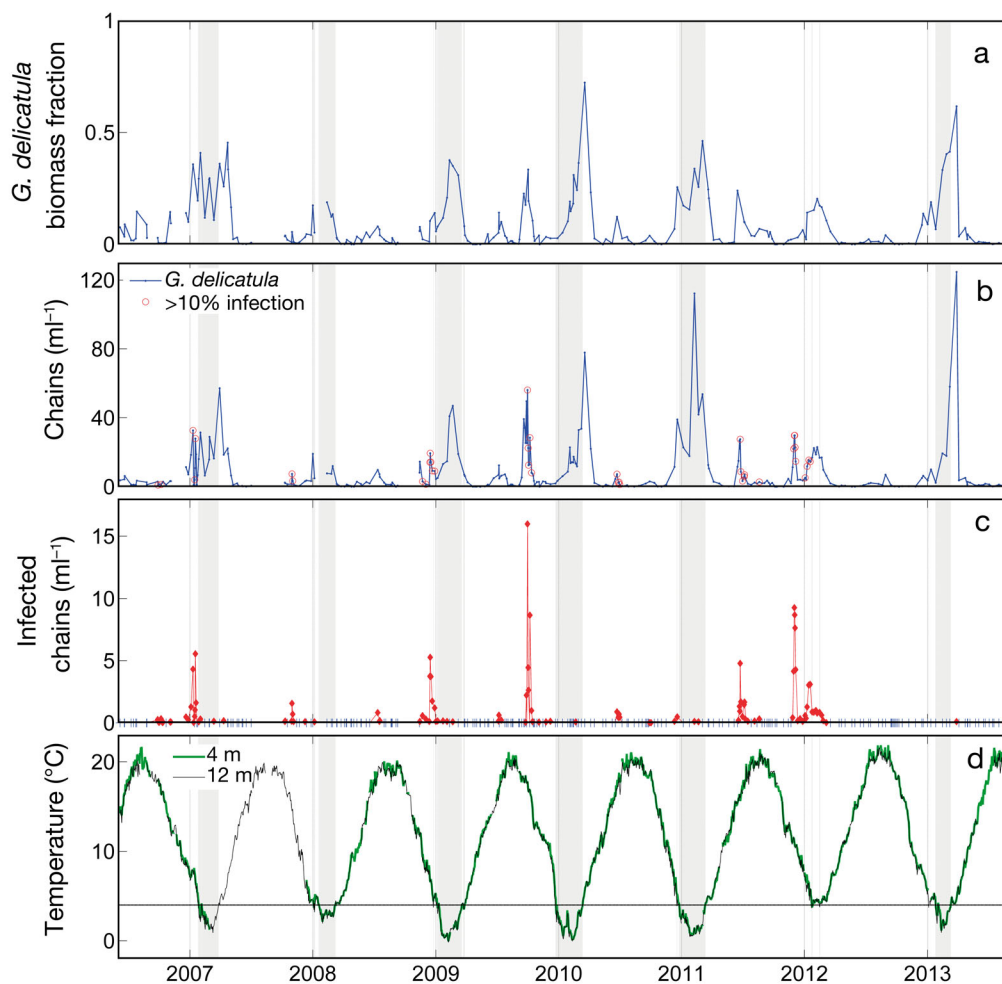 G. delicatula
biomass fraction
1
0.5
0
a
Chains (ml⁻¹)
120
80
40
0
G. delicatula
>10% infection
b
Infected
chains (ml⁻¹)
15
10
5
0
c
Temperature (°C)
20
10
0
4 m
12 m
d
2007 2008 2009 2010 2011 2012 2013